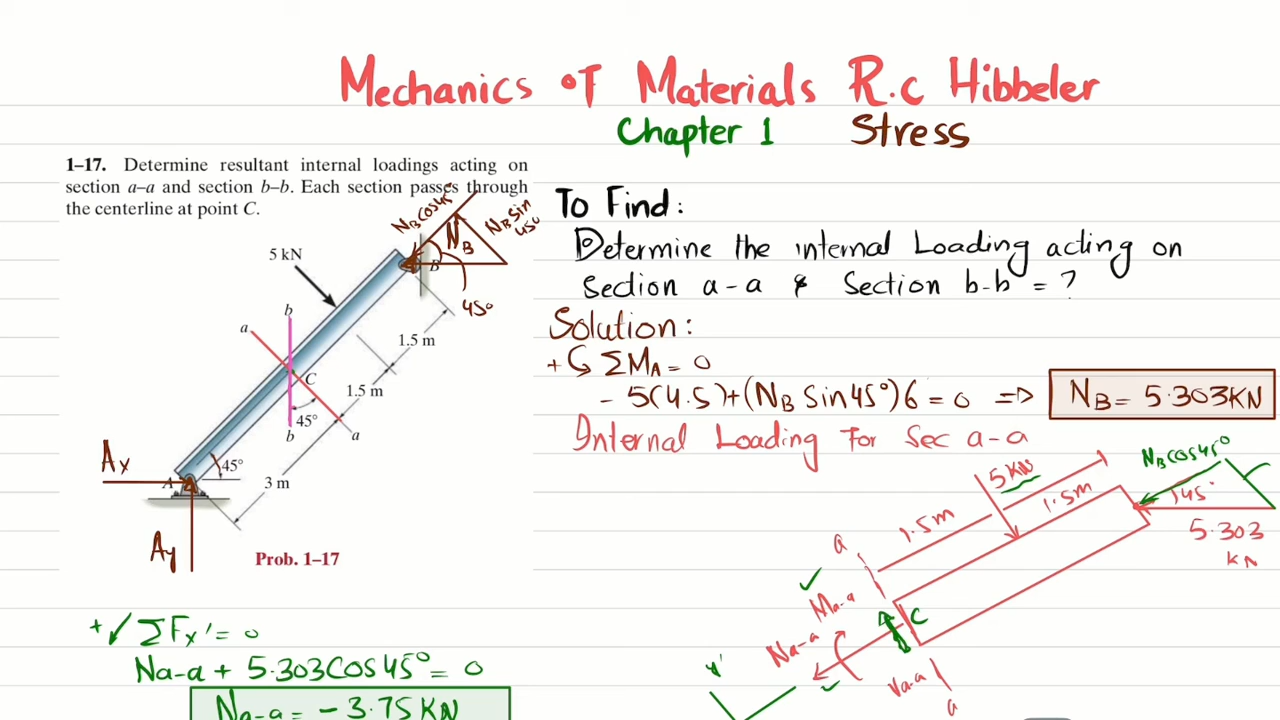 Mechanics of Materials R.c Hibbeler
Chapter 1 Stress
1–17. Determine resultant internal loadings acting on
section a–a and section b–b. Each section passes through
the centerline at point C.
NB cos45°
NB sin
45°
NB
B
45°
5 kN
b
a
C
1.5 m
1.5 m
45°
b
a
Ax
A
45°
3 m
Ay
Prob. 1–17
To Find:
Determine the internal Loading acting on
Section a-a & Section b-b = ?
Solution:
+ ΣMA = 0
- 5(4.5)+(NB Sin45°)6 = 0 => NB = 5.303KN
Internal Loading For Sec a-a
5KN
1.5m
1.5m
NBcos45°
45°
5.303
KN
a
Ma-a
C
Na-a
Va-a
a
y'
+ ΣFx' = 0
Na-a + 5.303Cos45° = 0
Na-a = - 3.75KN